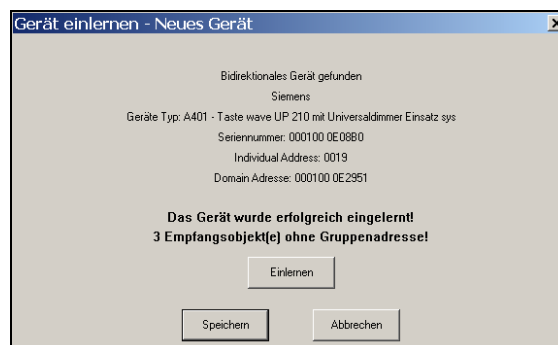 Gerät einlernen - Neues Gerät
Bidirektionales Gerät gefunden
Siemens
Geräte Typ: A401 - Taste wave UP 210 mit Universaldimmer Einsatz sys
Seriennummer: 000100 0E08B0
Individual Address: 0019
Domain Adresse: 000100 0E2951
Das Gerät wurde erfolgreich eingelernt!
3 Empfangsobjekt(e) ohne Gruppenadresse!
Einlernen
Speichern Abbrechen